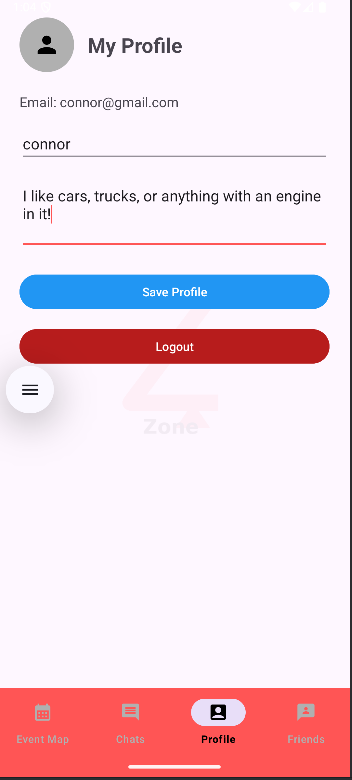 My Profile
Email: connor@gmail.com
connor
I like cars, trucks, or anything with an engine
in it!
Save Profile
Logout
Zone
Event Map
Chats
Profile
Friends